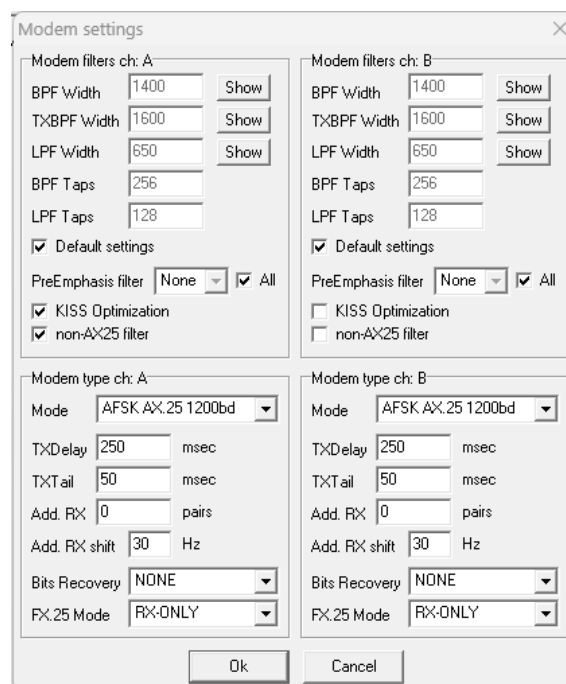 Modem settings
Modem filters ch: A
BPF Width 1400 Show
TXBPF Width 1600 Show
LPF Width 650 Show
BPF Taps 256
LPF Taps 128
Default settings
PreEmphasis filter None All
KISS Optimization
non-AX25 filter
Modem filters ch: B
BPF Width 1400 Show
TXBPF Width 1600 Show
LPF Width 650 Show
BPF Taps 256
LPF Taps 128
Default settings
PreEmphasis filter None All
KISS Optimization
non-AX25 filter
Modem type ch: A
Mode AFSK AX.25 1200bd
TXDelay 250 msec
TXTail 50 msec
Add. RX 0 pairs
Add. RX shift 30 Hz
Bits Recovery NONE
FX.25 Mode RX-ONLY
Modem type ch: B
Mode AFSK AX.25 1200bd
TXDelay 250 msec
TXTail 50 msec
Add. RX 0 pairs
Add. RX shift 30 Hz
Bits Recovery NONE
FX.25 Mode RX-ONLY
Ok Cancel